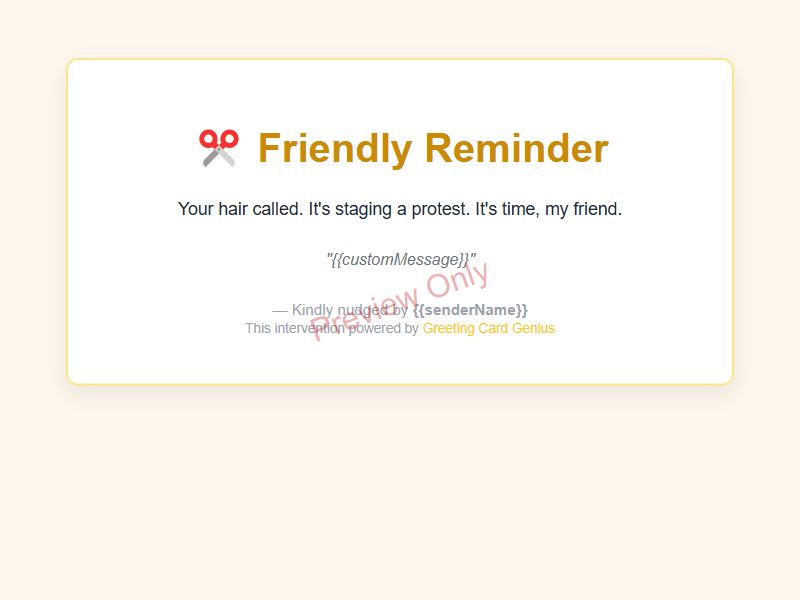 Friendly Reminder
Your hair called. It's staging a protest. It's time, my friend.
"{{customMessage}}"
Preview Only
— Kindly nudged by {{senderName}}
This intervention powered by Greeting Card Genius